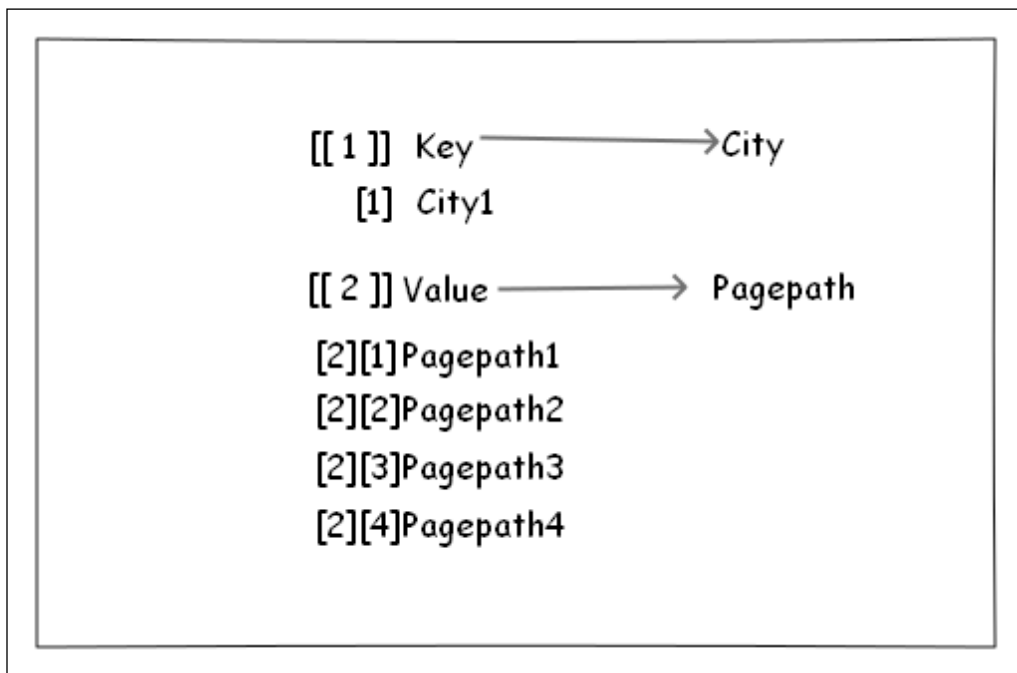 [[ 1 ]] Key City
[1] City1
[[ 2 ]] Value Pagepath
[2][1]Pagepath1
[2][2]Pagepath2
[2][3]Pagepath3
[2][4]Pagepath4